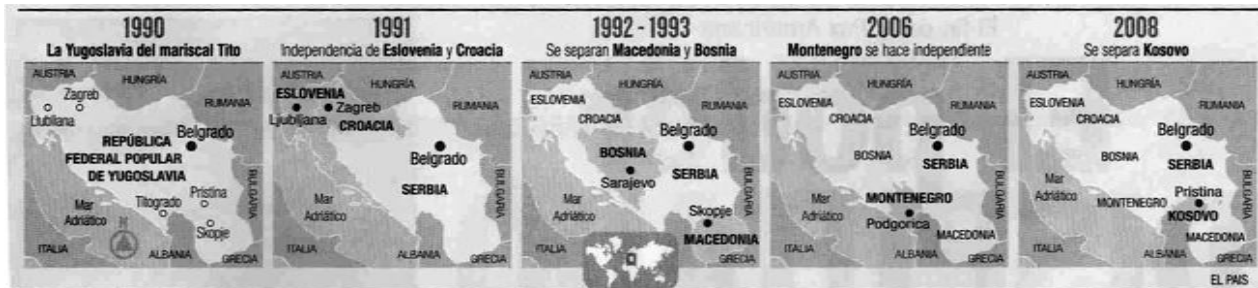 1990
La Yugoslavia del mariscal Tito
AUSTRIA
HUNGRÍA
RUMANIA
Zagreb
Liubliana
Belgrado
REPÚBLICA
FEDERAL POPULAR
DE YUGOSLAVIA
Pristina
Titogrado
Skopje
Mar
Adriático
N
BULGARIA
ITALIA
ALBANIA
GRECIA
1991
Independencia de Eslovenia y Croacia
AUSTRIA
HUNGRÍA
RUMANIA
ESLOVENIA
Zagreb
Ljubljana
CROACIA
Belgrado
SERBIA
Mar
Adriático
BULGARIA
ITALIA
ALBANIA
GRECIA
1992 - 1993
Se separan Macedonia y Bosnia
AUSTRIA
HUNGRÍA
RUMANIA
ESLOVENIA
CROACIA
Belgrado
BOSNIA
SERBIA
Sarajevo
Mar
Adriático
Skopje
BULGARIA
MACEDONIA
ITALIA
GRECIA
2006
Montenegro se hace independiente
AUSTRIA
HUNGRÍA
RUMANIA
ESLOVENIA
CROACIA
Belgrado
BOSNIA
SERBIA
MONTENEGRO
Mar
Adriático
Podgorica
BULGARIA
MACEDONIA
ITALIA
ALBANIA
GRECIA
2008
Se separa Kosovo
AUSTRIA
HUNGRÍA
RUMANIA
ESLOVENIA
CROACIA
Belgrado
BOSNIA
SERBIA
Pristina
MONTENEGRO
KOSOVO
Mar
Adriático
BULGARIA
MACEDONIA
ITALIA
ALBANIA
GRECIA
EL PAIS